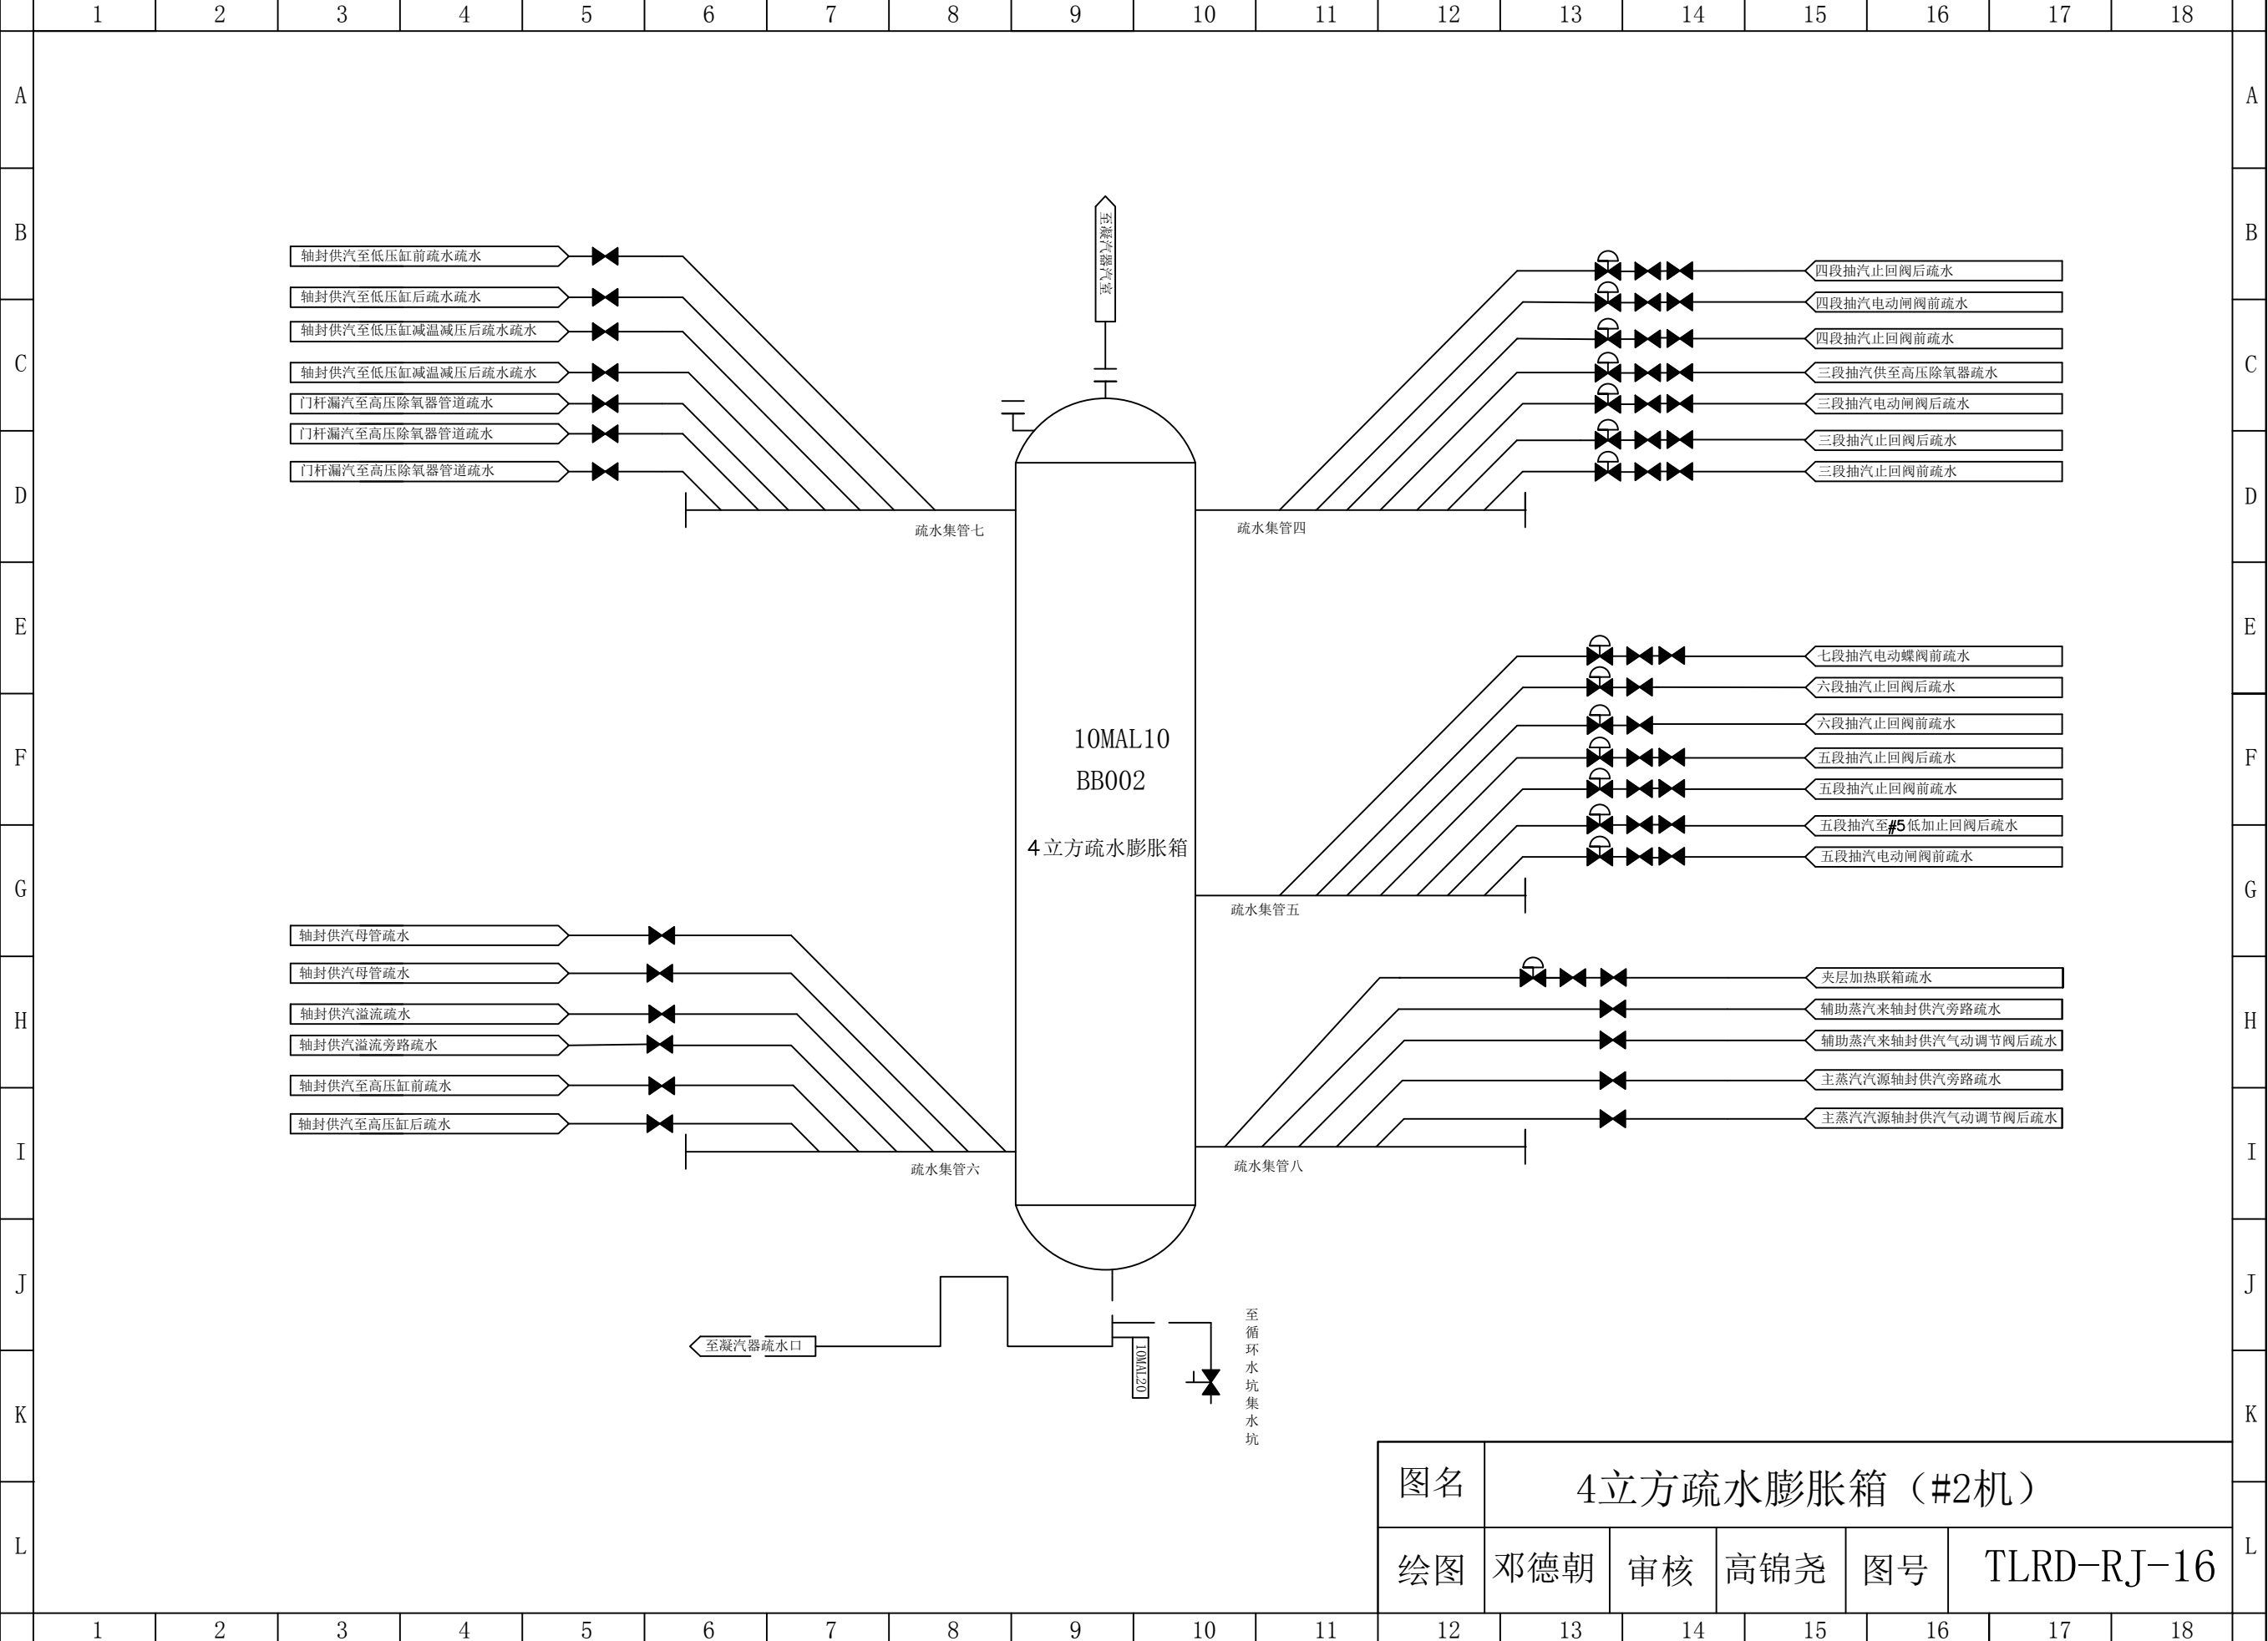 1 2 3 4 5 6 7 8 9 10 11 12 13 14 15 16 17 18
A A
B B
C C
D D
E E
F F
G G
H H
I I
J J
K K
L L
至凝汽器汽室
轴封供汽至低压缸前疏水疏水
轴封供汽至低压缸后疏水疏水
轴封供汽至低压缸减温减压后疏水疏水
轴封供汽至低压缸减温减压后疏水疏水
门杆漏汽至高压除氧器管道疏水
门杆漏汽至高压除氧器管道疏水
门杆漏汽至高压除氧器管道疏水
疏水集管七
四段抽汽止回阀后疏水
四段抽汽电动闸阀前疏水
四段抽汽止回阀前疏水
三段抽汽供至高压除氧器疏水
三段抽汽电动闸阀后疏水
三段抽汽止回阀后疏水
三段抽汽止回阀前疏水
疏水集管四
七段抽汽电动蝶阀前疏水
六段抽汽止回阀后疏水
六段抽汽止回阀前疏水
五段抽汽止回阀后疏水
五段抽汽止回阀前疏水
五段抽汽至#5低加止回阀后疏水
五段抽汽电动闸阀前疏水
疏水集管五
10MAL10
BB002
4立方疏水膨胀箱
轴封供汽母管疏水
轴封供汽母管疏水
轴封供汽溢流疏水
轴封供汽溢流旁路疏水
轴封供汽至高压缸前疏水
轴封供汽至高压缸后疏水
疏水集管六
夹层加热联箱疏水
辅助蒸汽来轴封供汽旁路疏水
辅助蒸汽来轴封供汽气动调节阀后疏水
主蒸汽汽源轴封供汽旁路疏水
主蒸汽汽源轴封供汽气动调节阀后疏水
疏水集管八
至凝汽器疏水口
10MAL20
至循环水坑集水坑
图名 4立方疏水膨胀箱（#2机）
绘图 邓德朝 审核 高锦尧 图号 TLRD-RJ-16
1 2 3 4 5 6 7 8 9 10 11 12 13 14 15 16 17 18